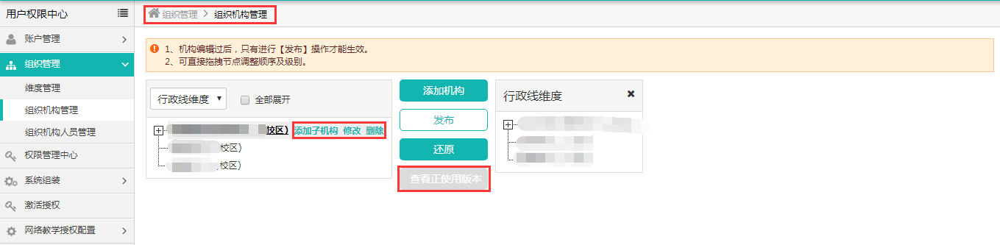 用户权限中心
组织管理 > 组织机构管理
账户管理
组织管理
维度管理
组织机构管理
组织机构人员管理
权限管理中心
系统组装
激活授权
网络教学授权配置
1、机构编辑过后，只有进行【发布】操作才能生效。
2、可直接拖拽节点调整顺序及级别。
行政线维度
全部展开
校区) 添加子机构 修改 删除
校区)
校区)
添加机构
发布
还原
查看正使用版本
行政线维度